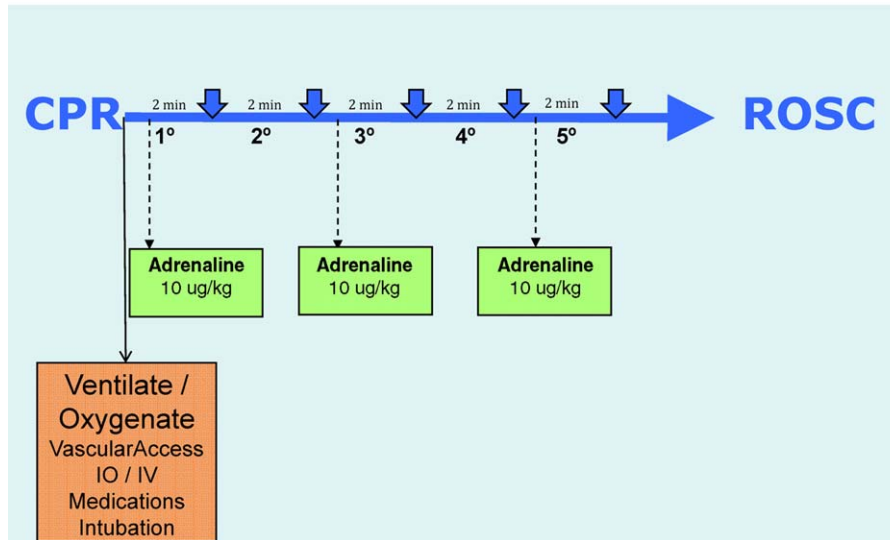 CPR
2 min
2 min
2 min
2 min
2 min
ROSC
1º
2º
3º
4º
5º
Adrenaline
10 ug/kg
Adrenaline
10 ug/kg
Adrenaline
10 ug/kg
Ventilate /
Oxygenate
VascularAccess
IO / IV
Medications
Intubation